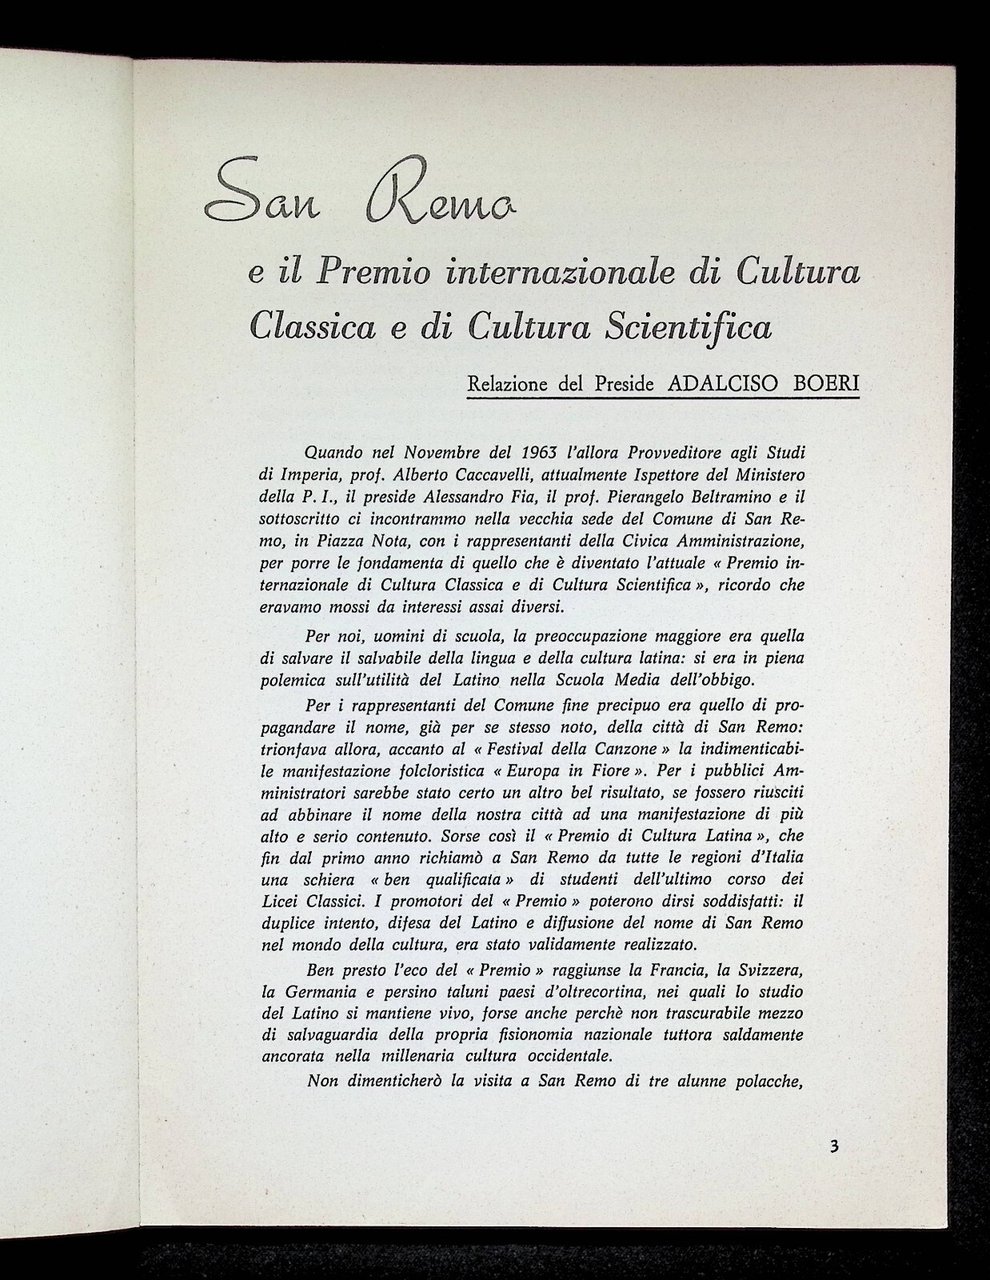 San Remo
e il Premio internazionale di Cultura
Classica e di Cultura Scientifica
Relazione del Preside ADALCISO BOERI
Quando nel Novembre del 1963 l'allora Provveditore agli Studi
di Imperia, prof. Alberto Caccavelli, attualmente Ispettore del Ministero
della P. I., il preside Alessandro Fia, il prof. Pierangelo Beltramino e il
sottoscritto ci incontrammo nella vecchia sede del Comune di San Re-
mo, in Piazza Nota, con i rappresentanti della Civica Amministrazione,
per porre le fondamenta di quello che è diventato l'attuale « Premio in-
ternazionale di Cultura Classica e di Cultura Scientifica », ricordo che
eravamo mossi da interessi assai diversi.
Per noi, uomini di scuola, la preoccupazione maggiore era quella
di salvare il salvabile della lingua e della cultura latina: si era in piena
polemica sull'utilità del Latino nella Scuola Media dell'obbigo.
Per i rappresentanti del Comune fine precipuo era quello di pro-
pagandare il nome, già per se stesso noto, della città di San Remo:
trionfava allora, accanto al « Festival della Canzone » la indimenticabi-
le manifestazione folcloristica « Europa in Fiore ». Per i pubblici Am-
ministratori sarebbe stato certo un altro bel risultato, se fossero riusciti
ad abbinare il nome della nostra città ad una manifestazione di più
alto e serio contenuto. Sorse così il « Premio di Cultura Latina », che
fin dal primo anno richiamò a San Remo da tutte le regioni d'Italia
una schiera « ben qualificata » di studenti dell'ultimo corso dei
Licei Classici. I promotori del « Premio » poterono dirsi soddisfatti: il
duplice intento, difesa del Latino e diffusione del nome di San Remo
nel mondo della cultura, era stato validamente realizzato.
Ben presto l'eco del « Premio » raggiunse la Francia, la Svizzera,
la Germania e persino taluni paesi d'oltrecortina, nei quali lo studio
del Latino si mantiene vivo, forse anche perchè non trascurabile mezzo
di salvaguardia della propria fisionomia nazionale tuttora saldamente
ancorata nella millenaria cultura occidentale.
Non dimenticherò la visita a San Remo di tre alunne polacche,
3